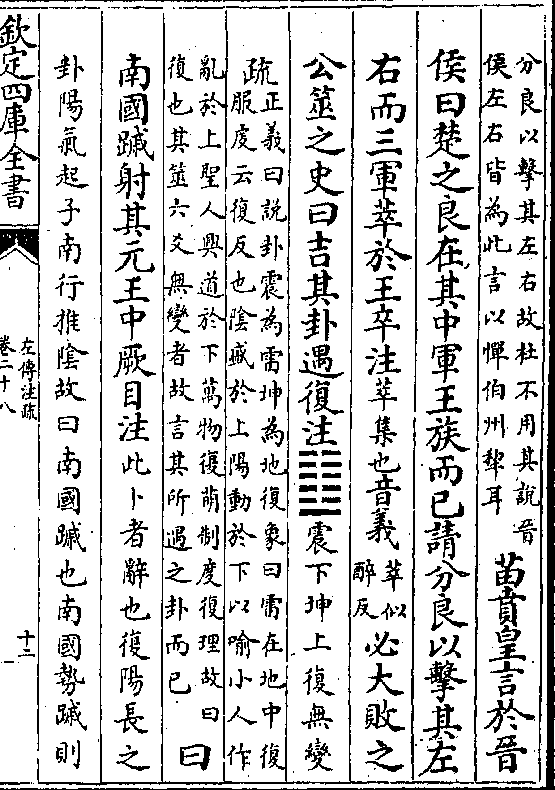 分良以擊其左右故杜不用其說晉
侯左右皆為此言以憚伯州犂耳
苗賁皇言於晉
侯曰楚之良在其中軍王族而已請分良以擊其左
右而三軍萃於王卒注萃集也音義萃似
醉反
必大敗之
公筮之史曰吉其卦遇復注䷗震下坤上復無變
疏正義曰說卦震為雷坤為地復象曰雷在地中復
服虔云復反也陰盛於上陽動於下以喻小人作
亂於上聖人興道於下萬物復萌制度復理故曰
復也其筮六爻無變者故言其所遇之卦而已
曰
南國䠞射其元王中厥目注此卜者辭也復陽長之
卦陽氣起子南行推陰故曰南國䠞也南國勢䠞則
欽定四庫全書
左傳注疏
卷二十八
十二